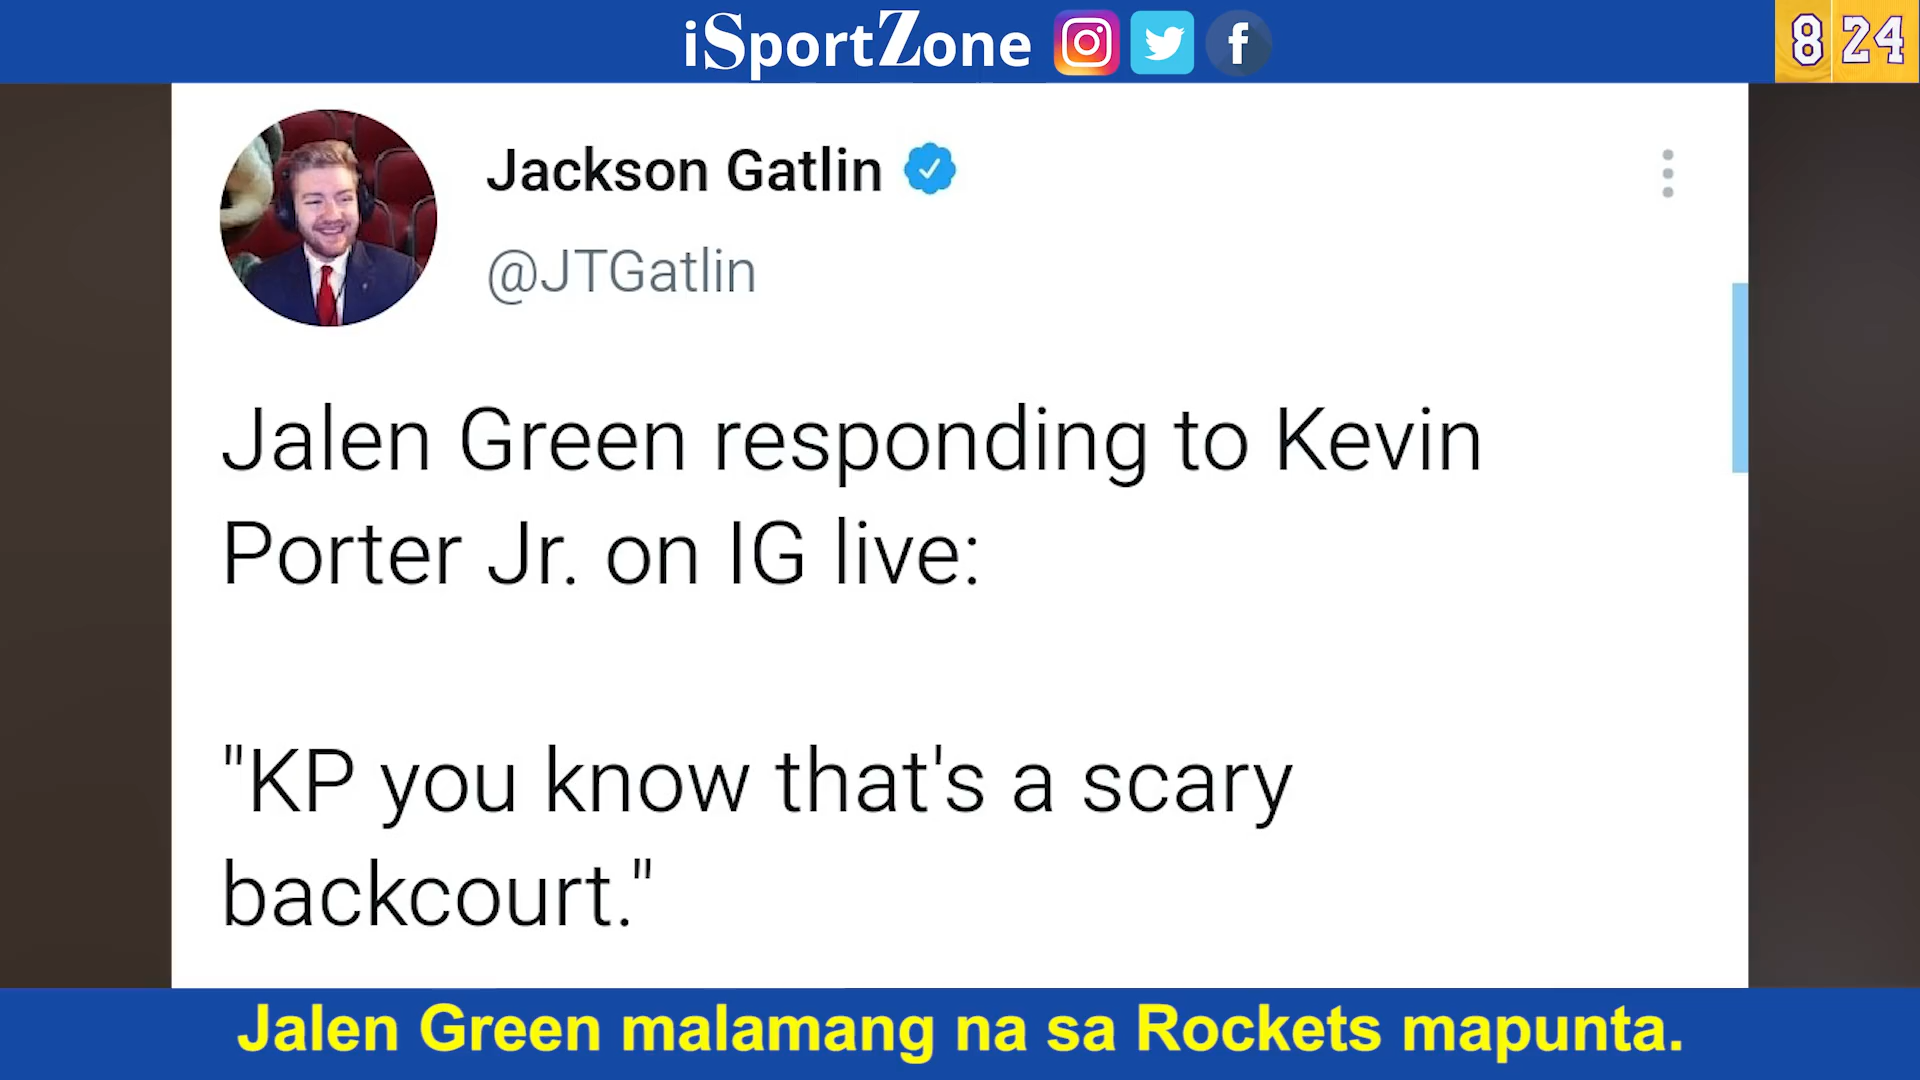 iSportZone
8 24
Jackson Gatlin
@JTGatlin
Jalen Green responding to Kevin
Porter Jr. on IG live:
"KP you know that's a scary
backcourt."
Jalen Green malamang na sa Rockets mapunta.